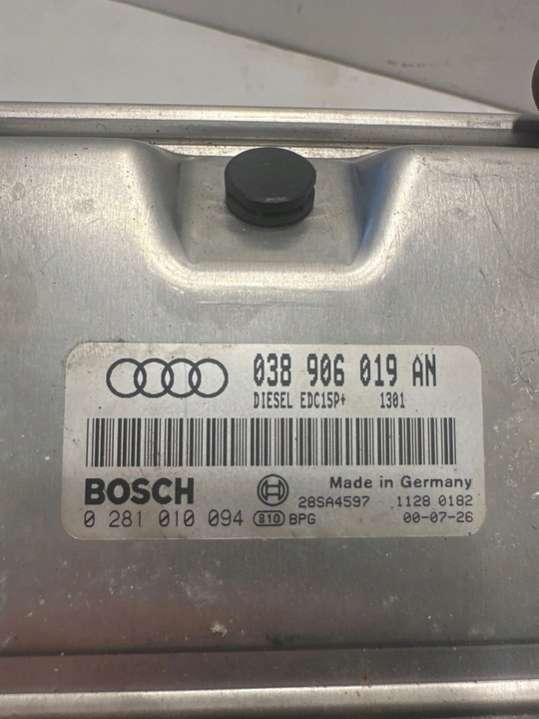 038 906 019 AN
DIESEL EDC15P+ 1301
BOSCH
Made in Germany
28SA4597 1128 0182
0 281 010 094 810 BPG 00-07-26